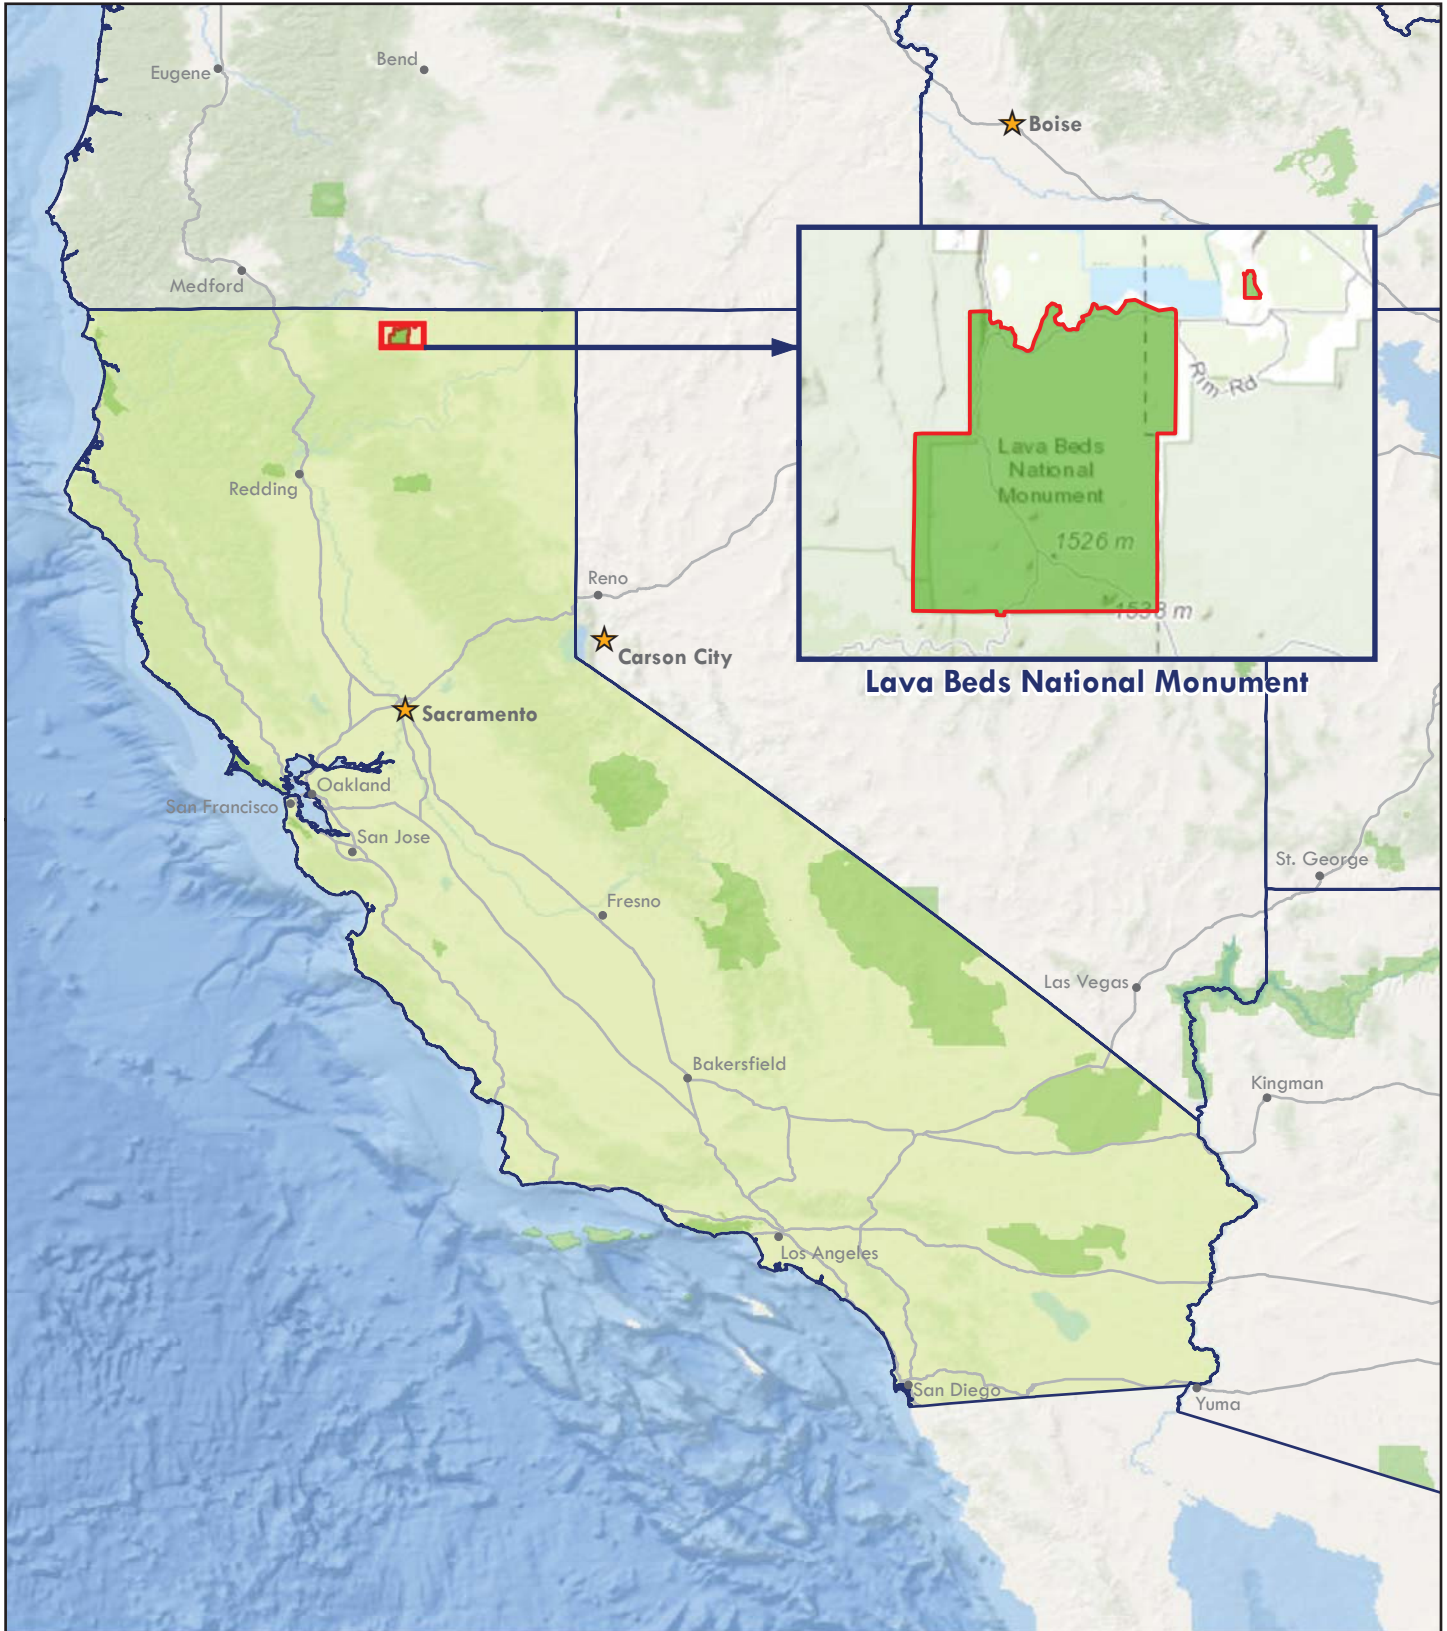 Eugene
Bend
Boise
Medford
Rim-Rd
Lava Beds
National
Monument
1526 m
1538 m
Redding
Reno
Carson City
Lava Beds National Monument
Sacramento
Oakland
San Francisco
San Jose
St. George
Fresno
Las Vegas
Bakersfield
Kingman
Los Angeles
San Diego
Yuma